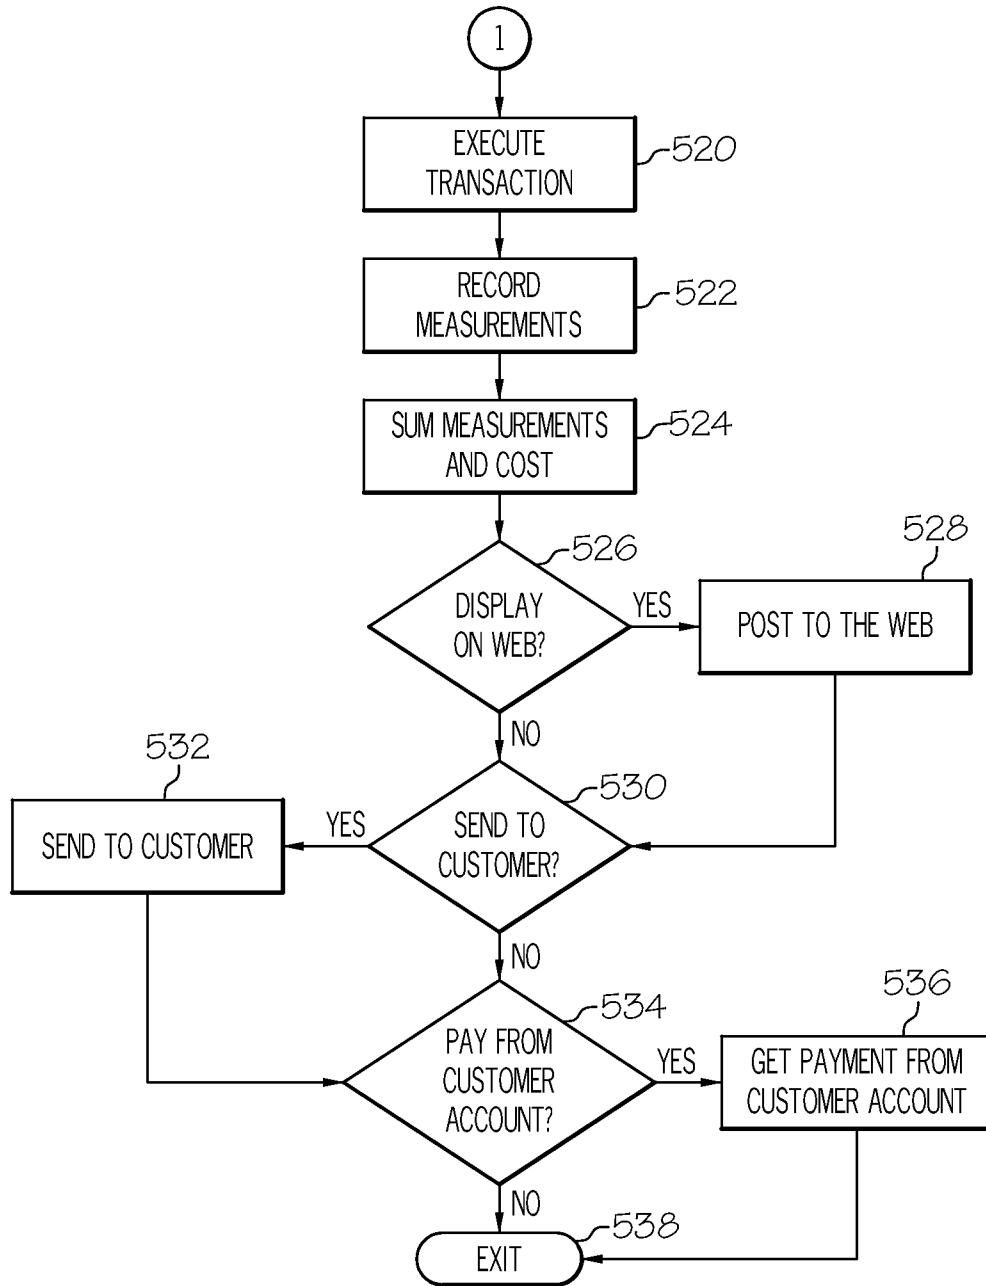 1
EXECUTE
TRANSACTION
520
RECORD
MEASUREMENTS
522
SUM MEASUREMENTS
AND COST
524
526
DISPLAY
ON WEB?
YES
528
POST TO THE WEB
NO
532
SEND TO CUSTOMER
YES
530
SEND TO
CUSTOMER?
NO
534
PAY FROM
CUSTOMER
ACCOUNT?
YES
536
GET PAYMENT FROM
CUSTOMER ACCOUNT
NO
538
EXIT